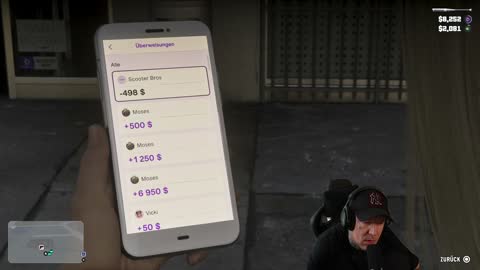 Überweisungen
Alle
Scooter Bros
-498 $
Moses
+500 $
Moses
+1 250 $
Moses
+6 950 $
Vicki
+50 $
$8,252
$2,081
ZURÜCK